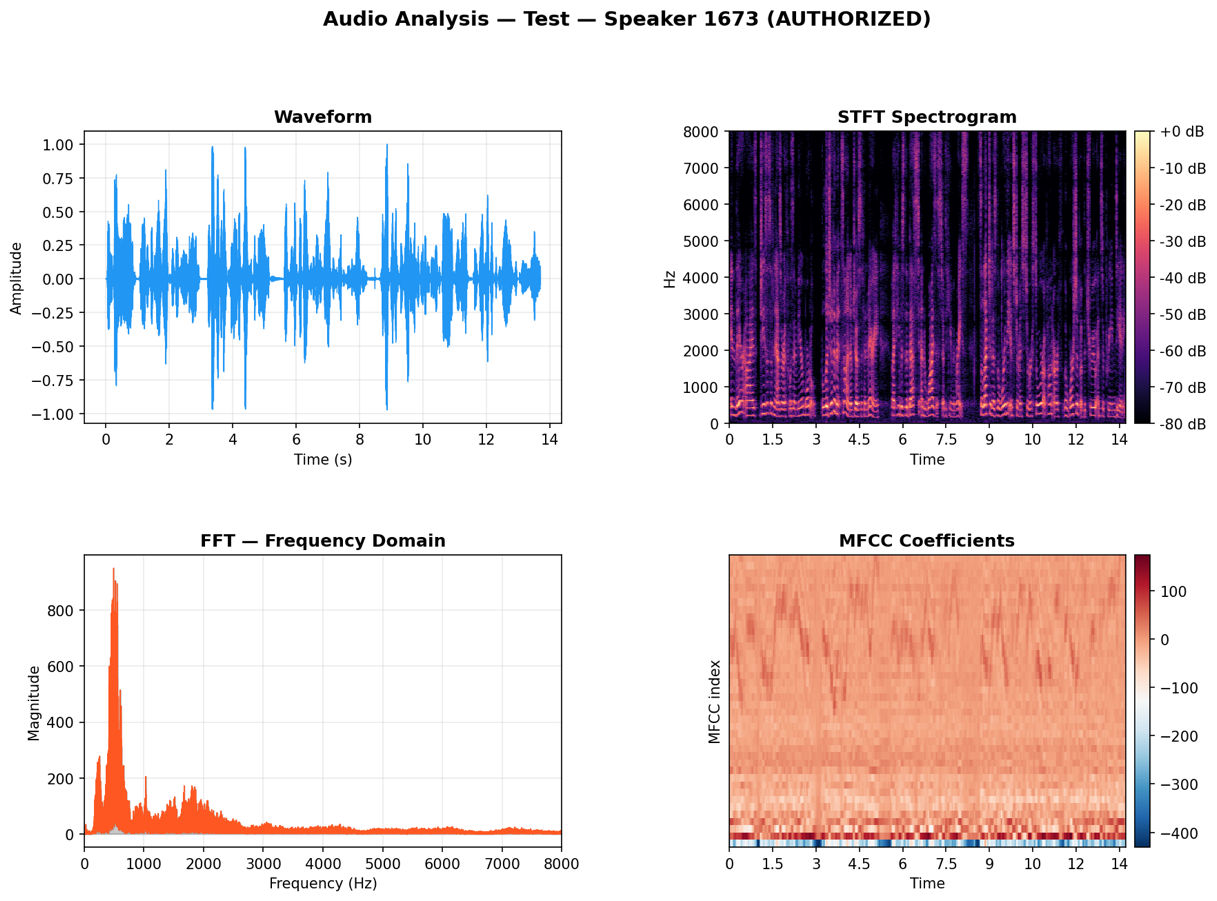 Audio Analysis — Test — Speaker 1673 (AUTHORIZED)
Waveform
1.00
0.75
0.50
0.25
0.00
−0.25
−0.50
−0.75
−1.00
Amplitude
0 2 4 6 8 10 12 14
Time (s)
STFT Spectrogram
8000
7000
6000
5000
4000
3000
2000
1000
0
Hz
0 1.5 3 4.5 6 7.5 9 10 12 14
Time
+0 dB
-10 dB
-20 dB
-30 dB
-40 dB
-50 dB
-60 dB
-70 dB
-80 dB
FFT — Frequency Domain
800
600
400
200
0
Magnitude
0 1000 2000 3000 4000 5000 6000 7000 8000
Frequency (Hz)
MFCC Coefficients
MFCC index
0 1.5 3 4.5 6 7.5 9 10 12 14
Time
100
0
−100
−200
−300
−400